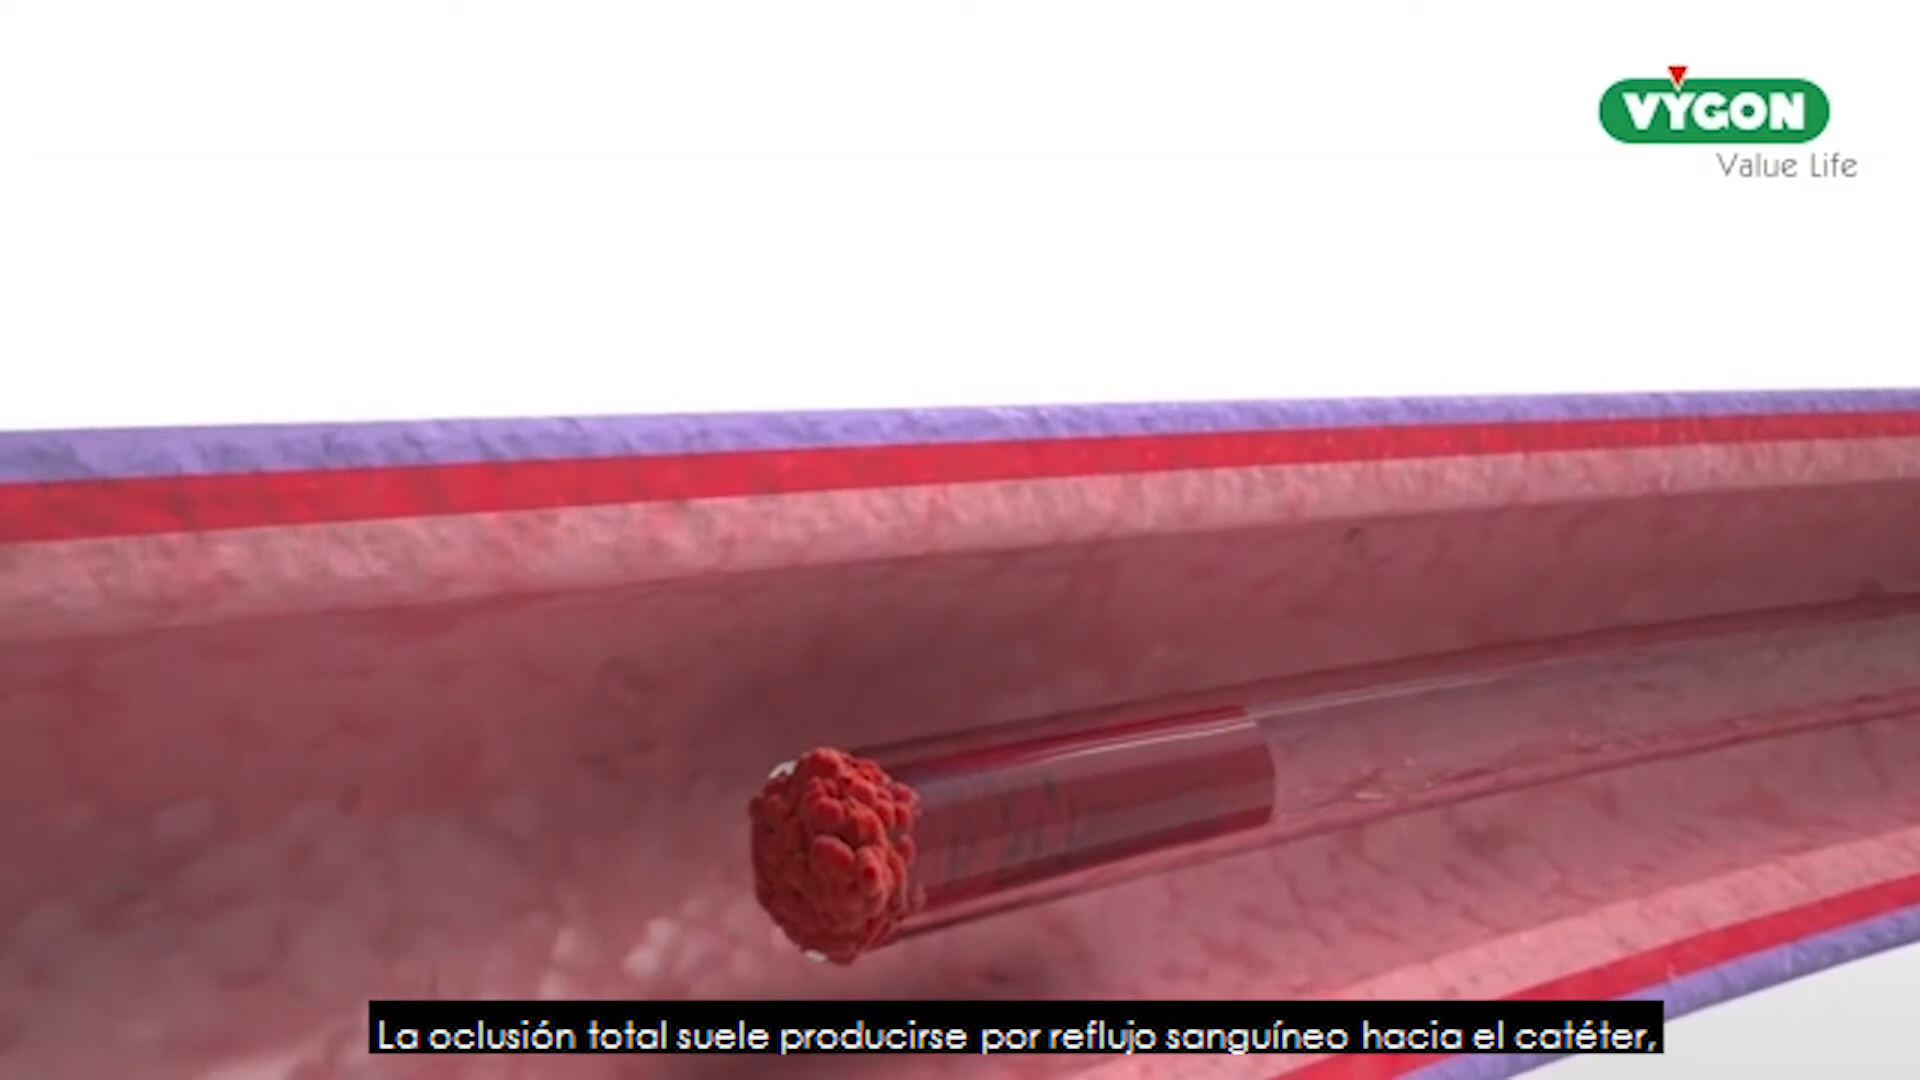 VYGON
Value Life
La oclusión total suele producirse por reflujo sanguíneo hacia el catéter,